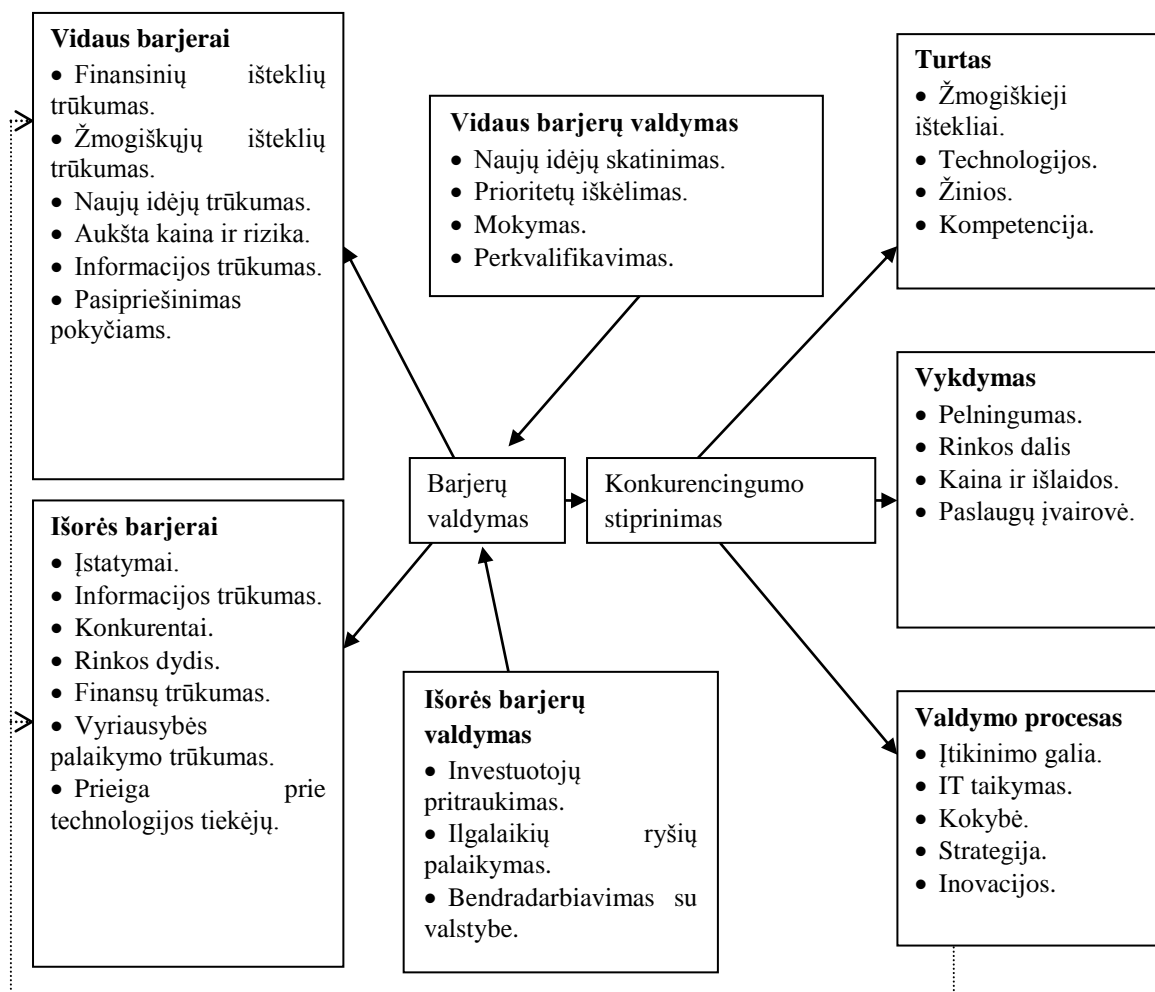 Vidaus barjerai
• Finansinių išteklių
trūkumas.
• Žmogiškųjų išteklių
trūkumas.
• Naujų idėjų trūkumas.
• Aukšta kaina ir rizika.
• Informacijos trūkumas.
• Pasipriešinimas
pokyčiams.
Vidaus barjerų valdymas
• Naujų idėjų skatinimas.
• Prioritetų iškėlimas.
• Mokymas.
• Perkvalifikavimas.
Turtas
• Žmogiškieji
ištekliai.
• Technologijos.
• Žinios.
• Kompetencija.
Barjerų
valdymas
Konkurencingumo
stiprinimas
Vykdymas
• Pelningumas.
• Rinkos dalis
• Kaina ir išlaidos.
• Paslaugų įvairovė.
Išorės barjerai
• Įstatymai.
• Informacijos trūkumas.
• Konkurentai.
• Rinkos dydis.
• Finansų trūkumas.
• Vyriausybės
palaikymo trūkumas.
• Prieiga prie
technologijos tiekėjų.
Išorės barjerų
valdymas
• Investuotojų
pritraukimas.
• Ilgalaikių ryšių
palaikymas.
• Bendradarbiavimas su
valstybe.
Valdymo procesas
• Įtikinimo galia.
• IT taikymas.
• Kokybė.
• Strategija.
• Inovacijos.